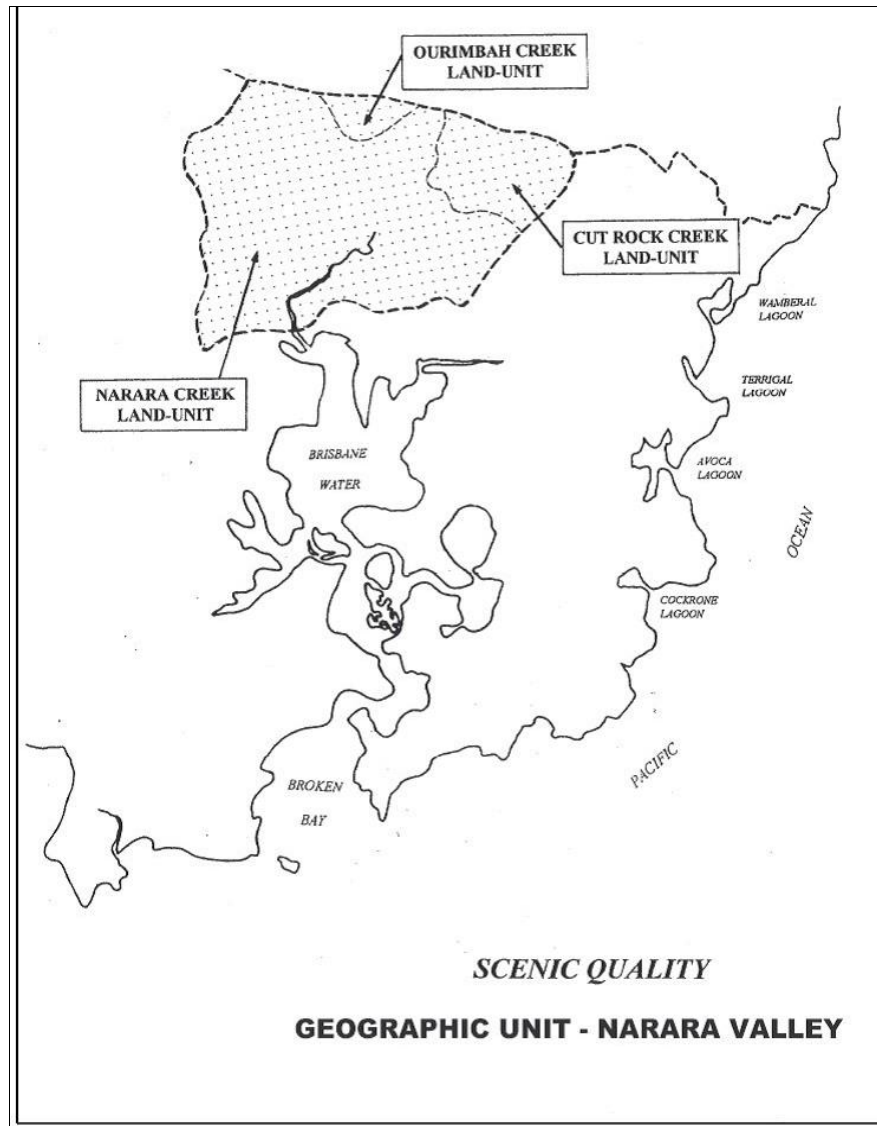 OURIMBAH CREEK
LAND-UNIT
CUT ROCK CREEK
LAND-UNIT
WAMBERAL
LAGOON
NARARA CREEK
LAND-UNIT
TERRIGAL
LAGOON
BRISBANE
WATER
AVOCA
LAGOON
OCEAN
COCKRONE
LAGOON
PACIFIC
BROKEN
BAY
SCENIC QUALITY
GEOGRAPHIC UNIT - NARARA VALLEY